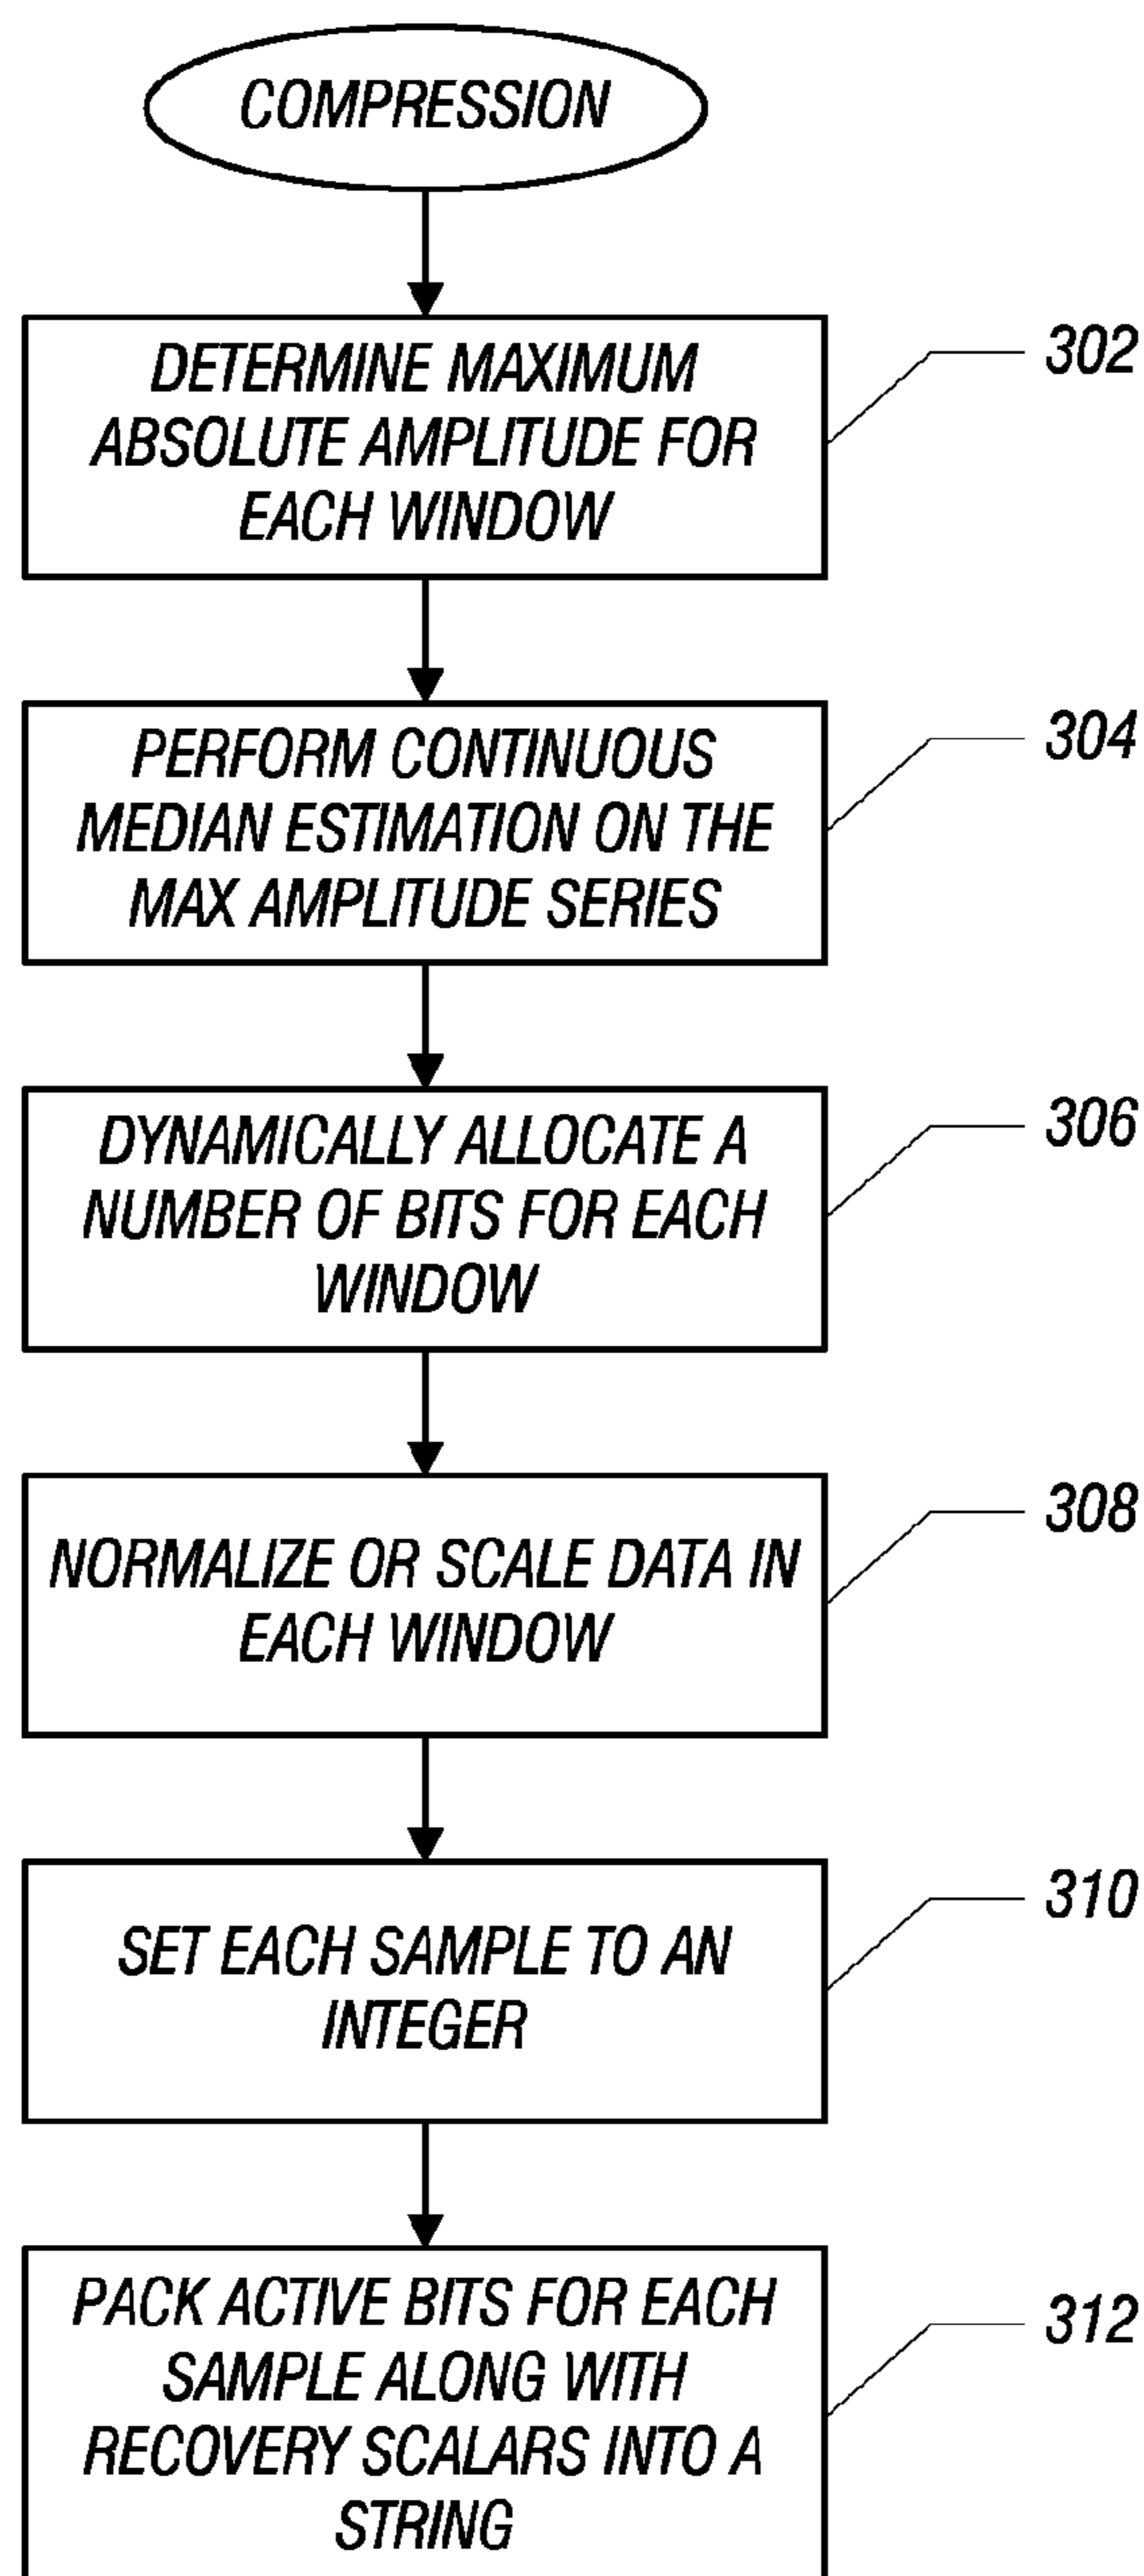 COMPRESSION
DETERMINE MAXIMUM
ABSOLUTE AMPLITUDE FOR
EACH WINDOW
302
PERFORM CONTINUOUS
MEDIAN ESTIMATION ON THE
MAX AMPLITUDE SERIES
304
DYNAMICALLY ALLOCATE A
NUMBER OF BITS FOR EACH
WINDOW
306
NORMALIZE OR SCALE DATA IN
EACH WINDOW
308
SET EACH SAMPLE TO AN
INTEGER
310
PACK ACTIVE BITS FOR EACH
SAMPLE ALONG WITH
RECOVERY SCALARS INTO A
STRING
312